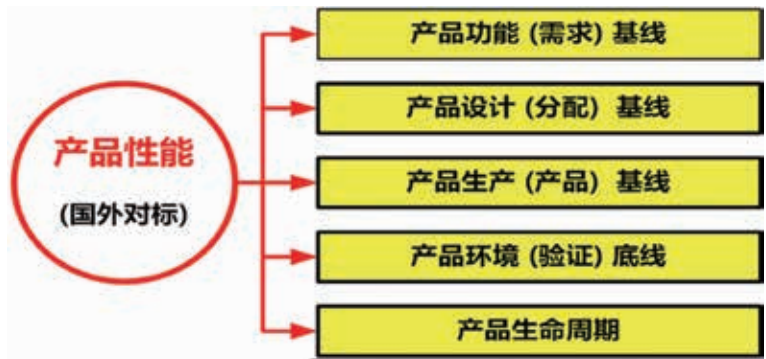 产品性能
(国外对标)
产品功能 (需求) 基线
产品设计 (分配) 基线
产品生产 (产品) 基线
产品环境 (验证) 底线
产品生命周期